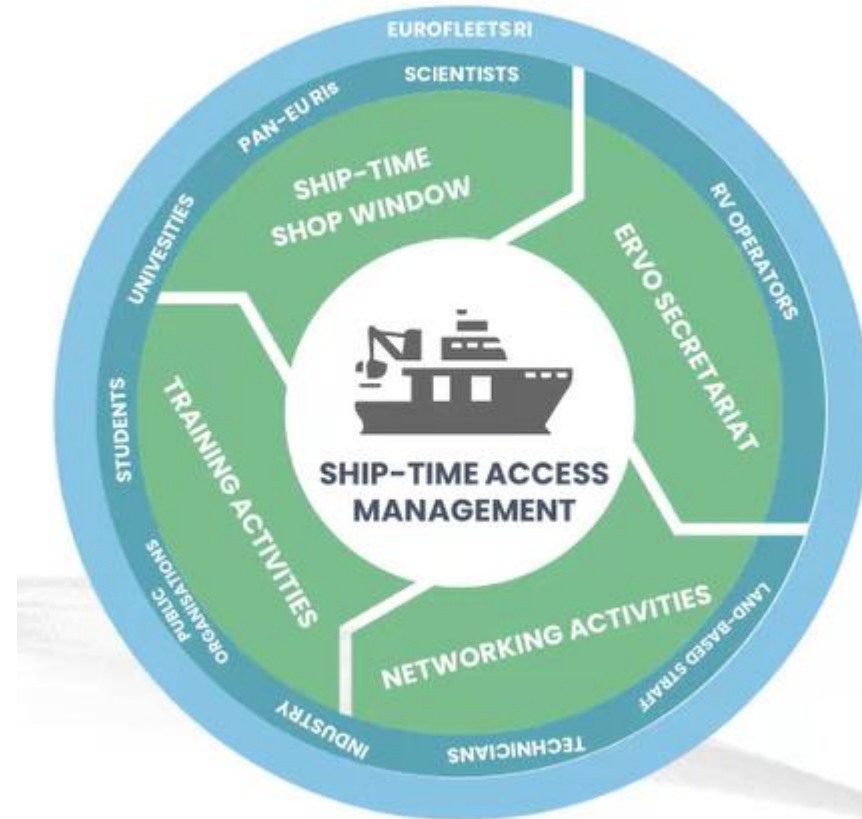 EUROFLEETS RI
SCIENTISTS
PAN-EU RIs
UNIVESITIES
STUDENTS
PUBLIC
ORGANISATIONS
INDUSTRY
TECHNICIANS
LAND-BASED STRAFF
RV OPERATORS
SHIP-TIME
SHOP WINDOW
ERVO SECRETARIAT
NETWORKING ACTIVITIES
TRAINING ACTIVITIES
SHIP-TIME ACCESS
MANAGEMENT